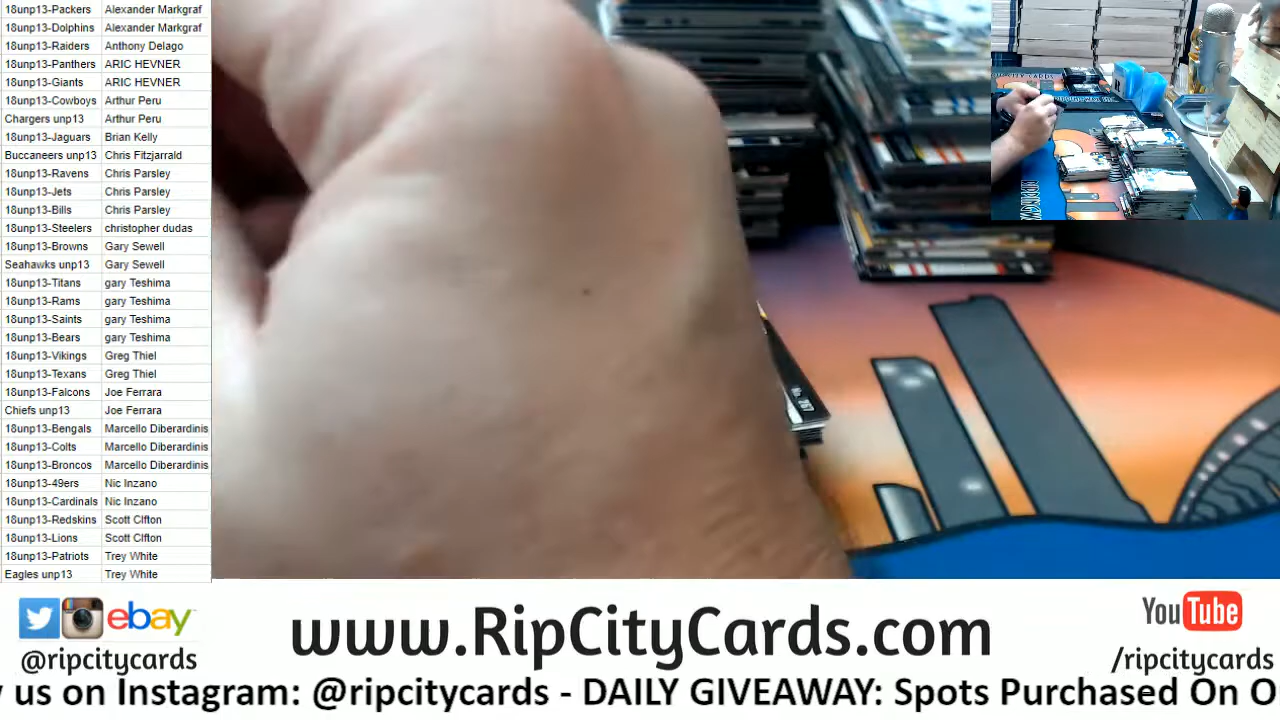 18unp13-Packers Alexander Markgraf
18unp13-Dolphins Alexander Markgraf
18unp13-Raiders Anthony Delago
18unp13-Panthers ARIC HEVNER
18unp13-Giants ARIC HEVNER
18unp13-Cowboys Arthur Peru
Chargers unp13 Arthur Peru
18unp13-Jaguars Brian Kelly
Buccaneers unp13 Chris Fitzjarrald
18unp13-Ravens Chris Parsley
18unp13-Jets Chris Parsley
18unp13-Bills Chris Parsley
18unp13-Steelers christopher dudas
18unp13-Browns Gary Sewell
Seahawks unp13 Gary Sewell
18unp13-Titans gary Teshima
18unp13-Rams gary Teshima
18unp13-Saints gary Teshima
18unp13-Bears gary Teshima
18unp13-Vikings Greg Thiel
18unp13-Texans Greg Thiel
18unp13-Falcons Joe Ferrara
Chiefs unp13 Joe Ferrara
18unp13-Bengals Marcello Diberardinis
18unp13-Colts Marcello Diberardinis
18unp13-Broncos Marcello Diberardinis
18unp13-49ers Nic Inzano
18unp13-Cardinals Nic Inzano
18unp13-Redskins Scott Clfton
18unp13-Lions Scott Clfton
18unp13-Patriots Trey White
Eagles unp13 Trey White
ebay
@ripcitycards
www.RipCityCards.com
YouTube
/ripcitycards
us on Instagram: @ripcitycards - DAILY GIVEAWAY: Spots Purchased On O